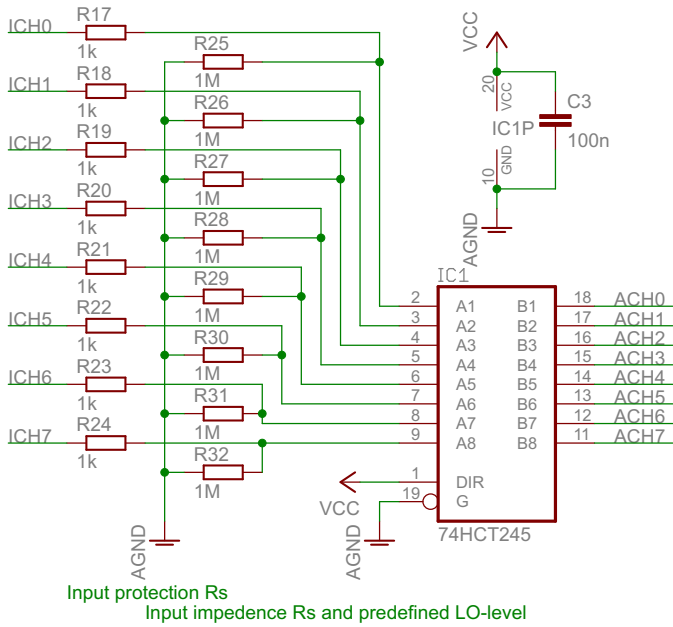 ICH0 R17 1k
R25 1M
ICH1 R18 1k
R26 1M
ICH2 R19 1k
R27 1M
ICH3 R20 1k
R28 1M
ICH4 R21 1k
R29 1M
ICH5 R22 1k
R30 1M
ICH6 R23 1k
R31 1M
ICH7 R24 1k
R32 1M
AGND
VCC
20 VCC
IC1P
C3
100n
10 GND
AGND
IC1
2 A1 B1 18 ACH0
3 A2 B2 17 ACH1
4 A3 B3 16 ACH2
5 A4 B4 15 ACH3
6 A5 B5 14 ACH4
7 A6 B6 13 ACH5
8 A7 B7 12 ACH6
9 A8 B8 11 ACH7
1 DIR
VCC
19 G
AGND
74HCT245
Input protection Rs
Input impedence Rs and predefined LO-level